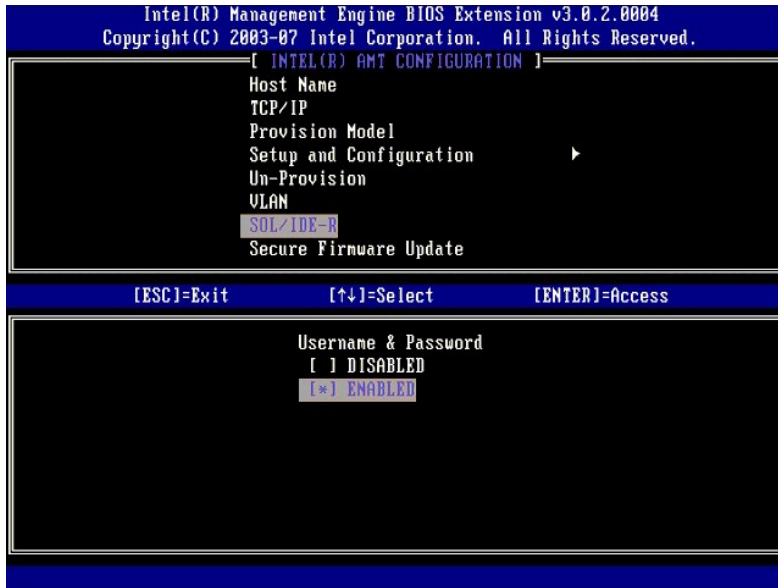 Intel(R) Management Engine BIOS Extension v3.0.2.0004
Copyright(C) 2003-07 Intel Corporation. All Rights Reserved.
[ INTEL(R) AMT CONFIGURATION ]
Host Name
TCP/IP
Provision Model
Setup and Configuration
Un-Provision
VLAN
SOL/IDE-R
Secure Firmware Update
[ESC]=Exit [↑↓]=Select [ENTER]=Access
Username & Password
[ ] DISABLED
[*] ENABLED